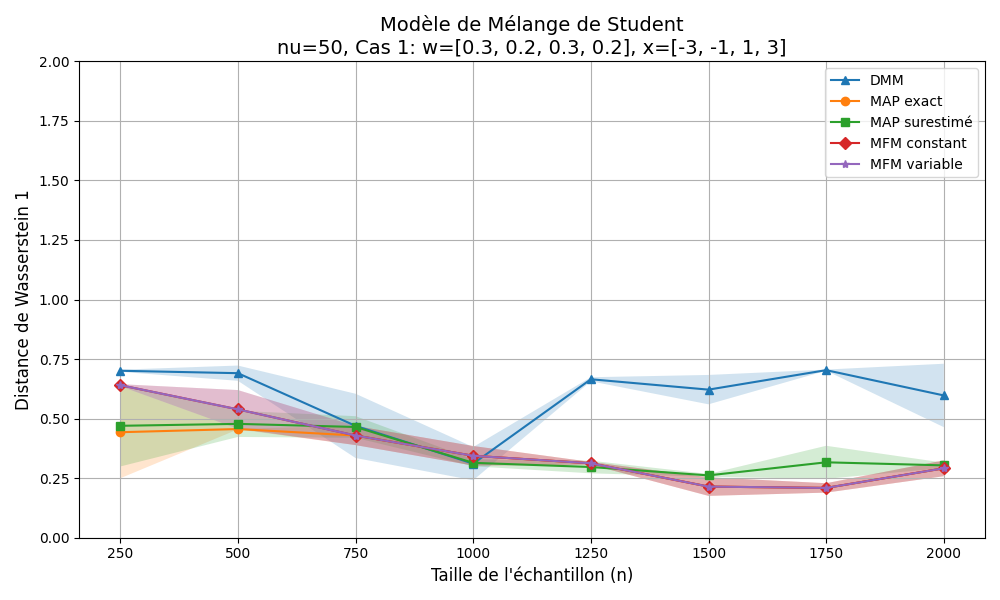 Modèle de Mélange de Student
nu=50, Cas 1: w=[0.3, 0.2, 0.3, 0.2], x=[-3, -1, 1, 3]
DMM
MAP exact
MAP surestimé
MFM constant
MFM variable
Distance de Wasserstein 1
2.00
1.75
1.50
1.25
1.00
0.75
0.50
0.25
0.00
250
500
750
1000
1250
1500
1750
2000
Taille de l'échantillon (n)